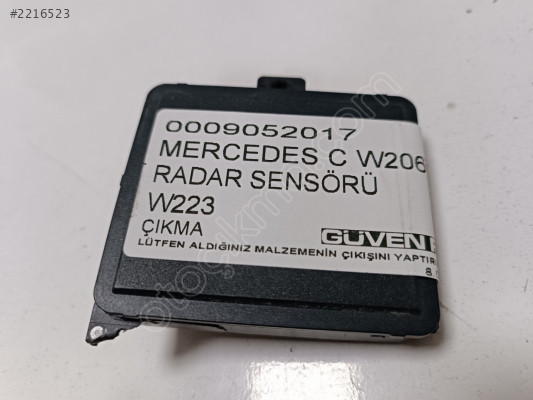 #2216523
0009052017
MERCEDES C W206
RADAR SENSÖRÜ
W223
ÇIKMA
GÜVEN
LÜTFEN ALDIĞINIZ MALZEMENİN ÇIKIŞINI YAPTIR